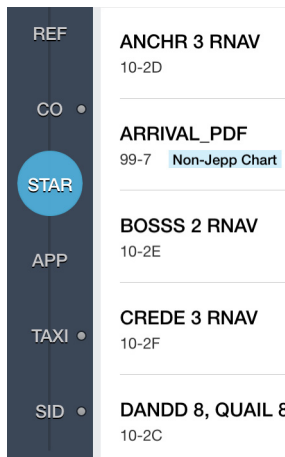 REF
CO
STAR
APP
TAXI
SID
ANCHR 3 RNAV
10-2D
ARRIVAL_PDF
99-7 Non-Jepp Chart
BOSSS 2 RNAV
10-2E
CREDE 3 RNAV
10-2F
DANDD 8, QUAIL 8
10-2C